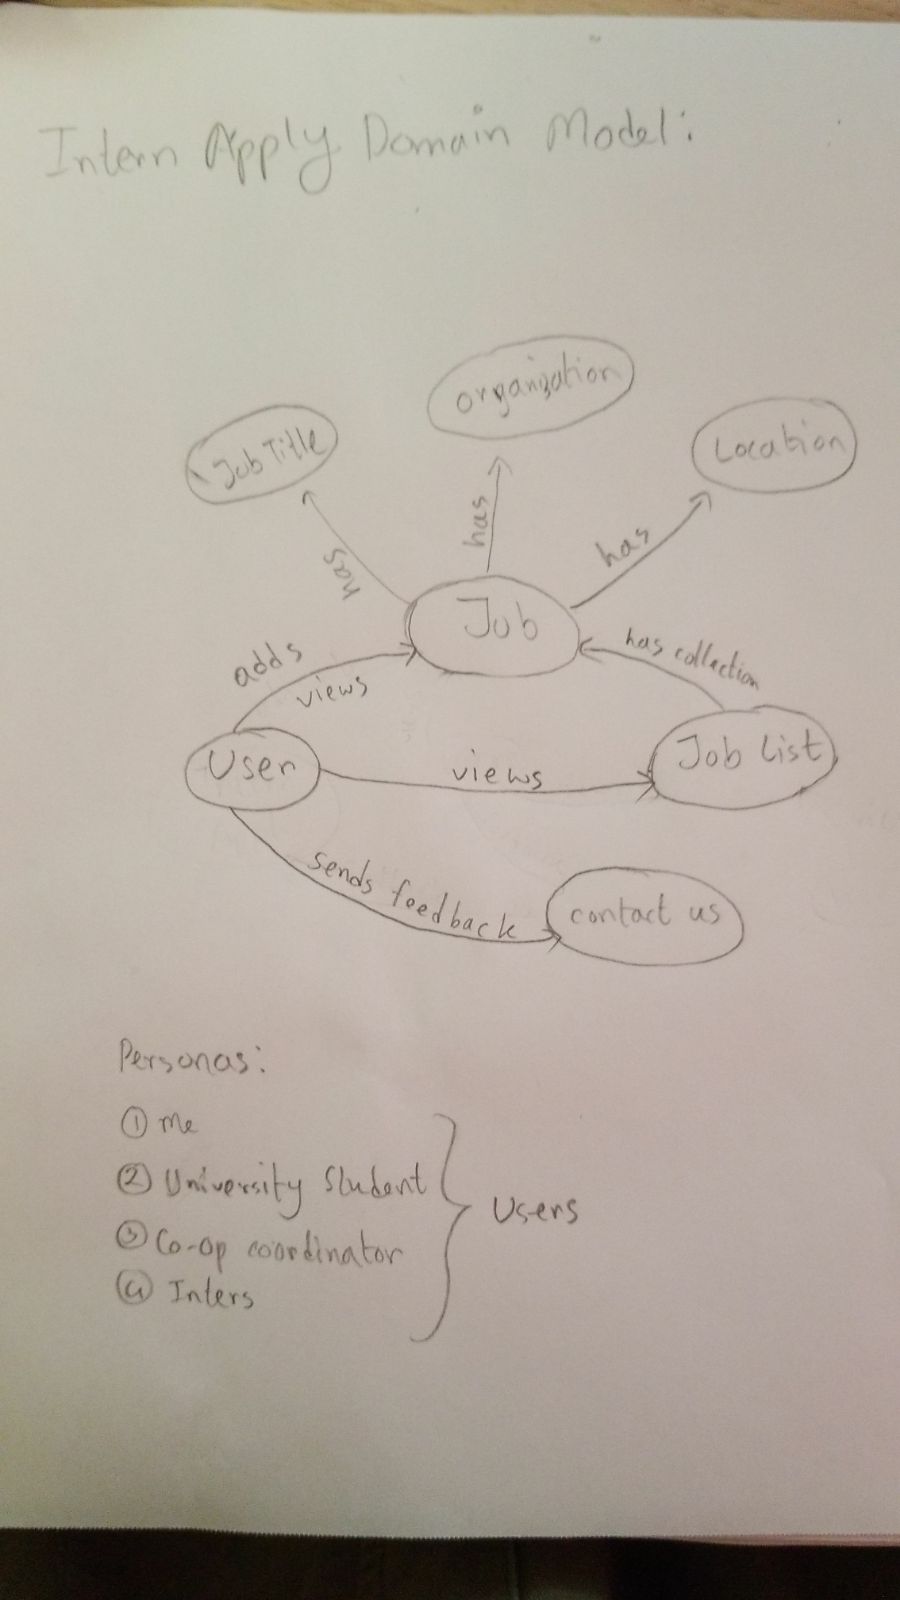 Intern Apply Domain Model:
organization
Job Title
Location
has
has
has
Job
adds
views
has collection
User
views
Job List
sends feedback
contact us
Personas:
① me
② University Student
③ Co-op coordinator
④ Inters
Users